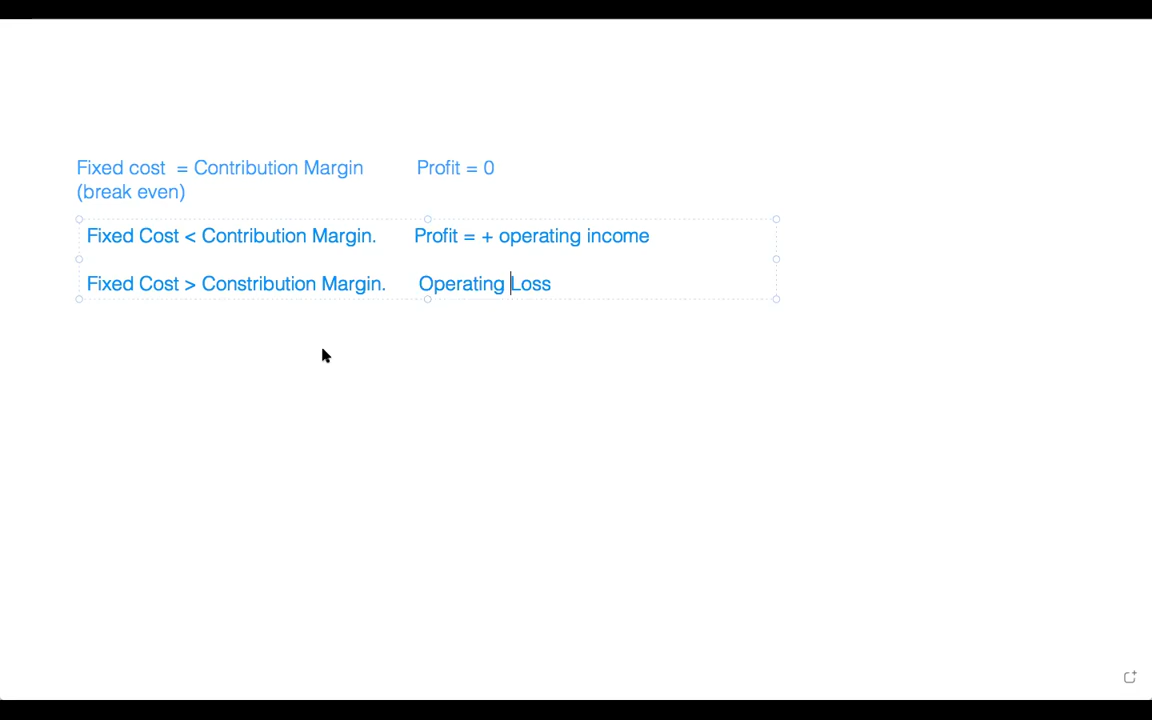 Fixed cost  = Contribution Margin Profit = 0
(break even)
Fixed Cost < Contribution Margin. Profit = + operating income
Fixed Cost > Constribution Margin. Operating Loss